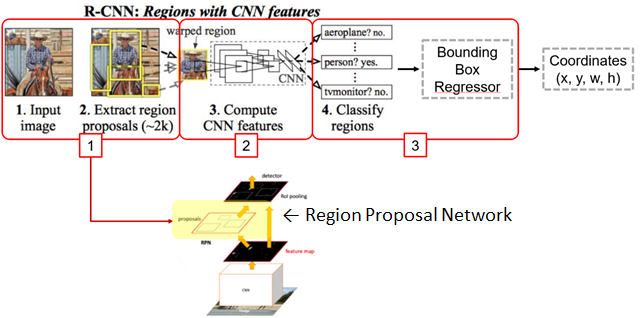 R-CNN: Regions with CNN features
warped region
aeroplane? no.
person? yes.
tvmonitor? no.
CNN
Bounding
Box
Regressor
Coordinates
(x, y, w, h)
1. Input
image
2. Extract region
proposals (~2k)
3. Compute
CNN features
4. Classify
regions
1
2
3
detector
RoI pooling
proposals
← Region Proposal Network
RPN
feature map
CNN